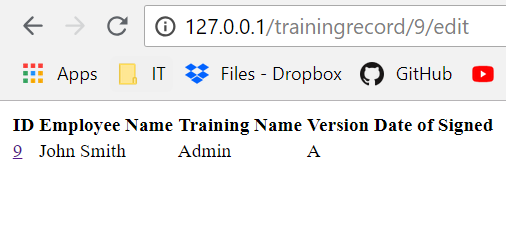 127.0.0.1/trainingrecord/9/edit
Apps IT Files - Dropbox GitHub
ID Employee Name Training Name Version Date of Signed
9 John Smith Admin A